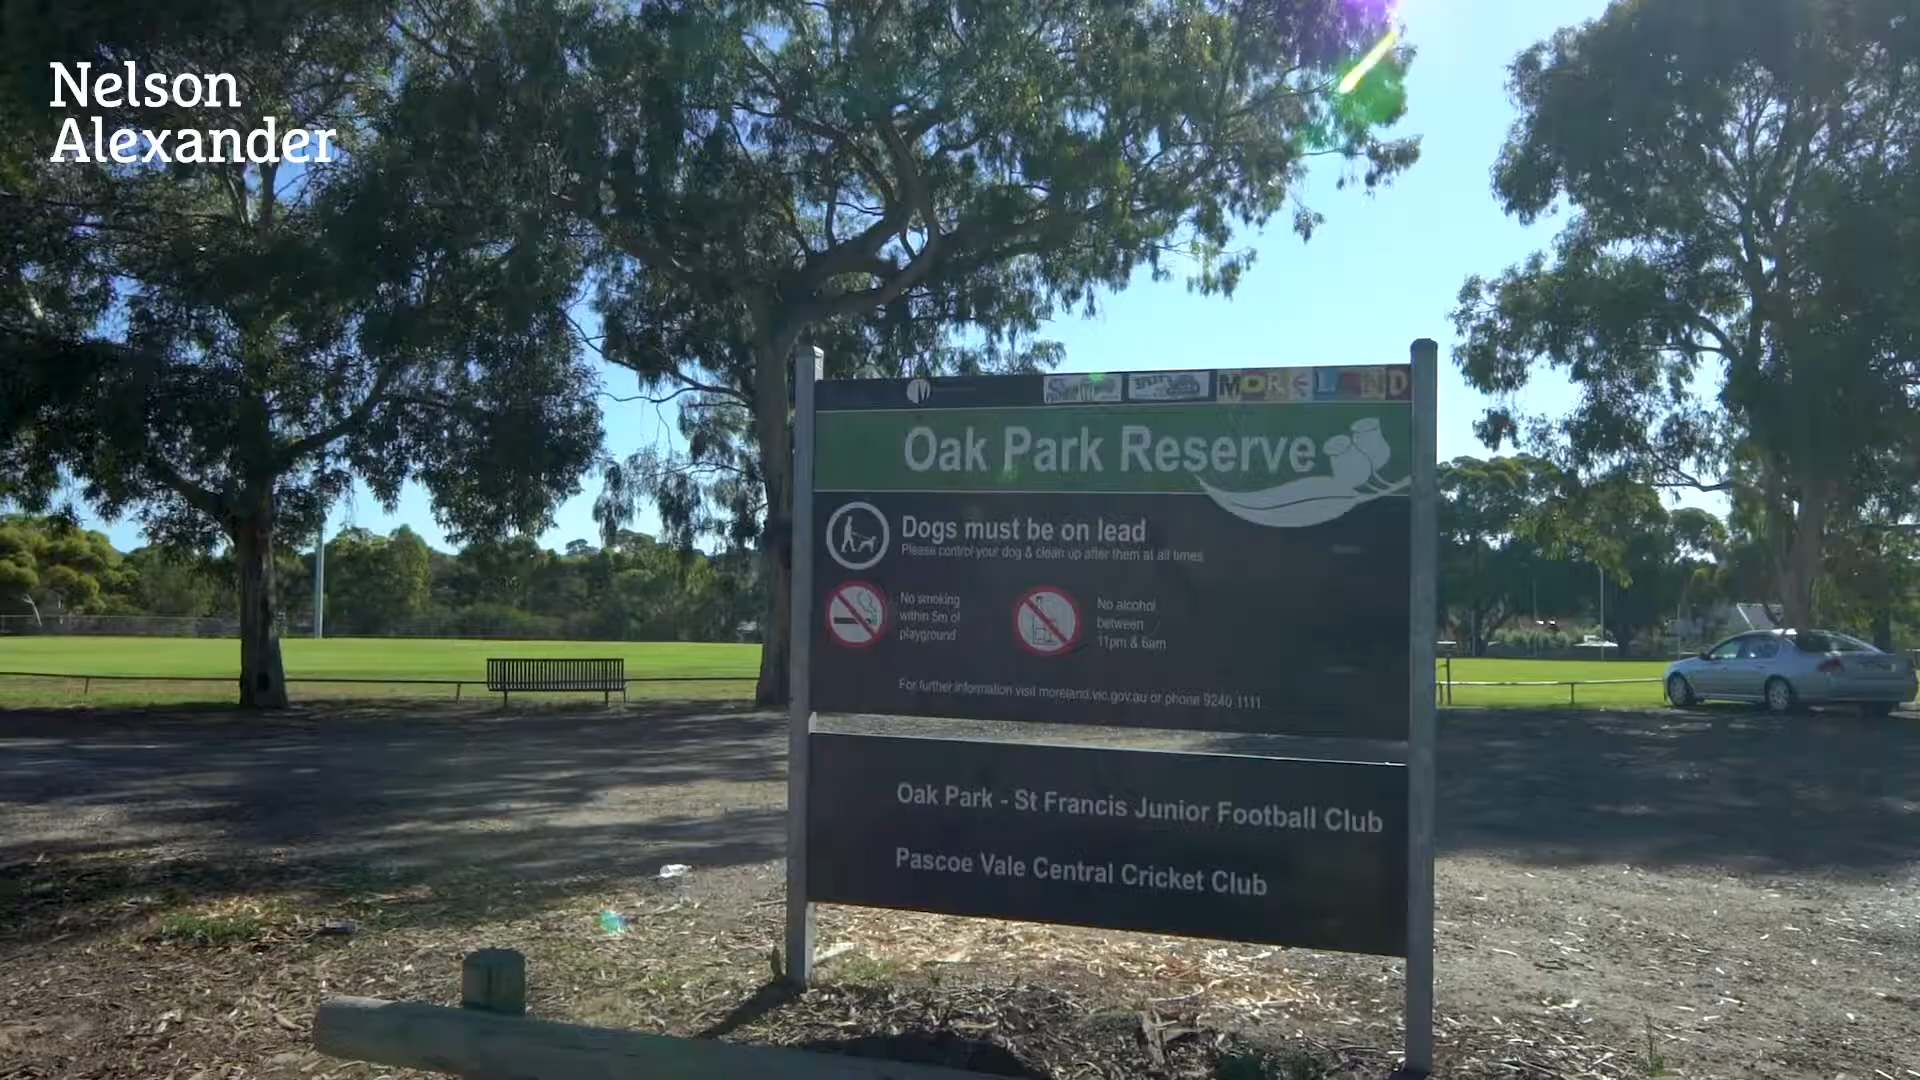 Nelson
Alexander
MORELAND
Oak Park Reserve
Dogs must be on lead
Please control your dog & clean up after them at all times
No smoking
within 5m of
playground
No alcohol
between
11pm & 6am
For further information visit moreland.vic.gov.au or phone 9240 1111
Oak Park - St Francis Junior Football Club
Pascoe Vale Central Cricket Club